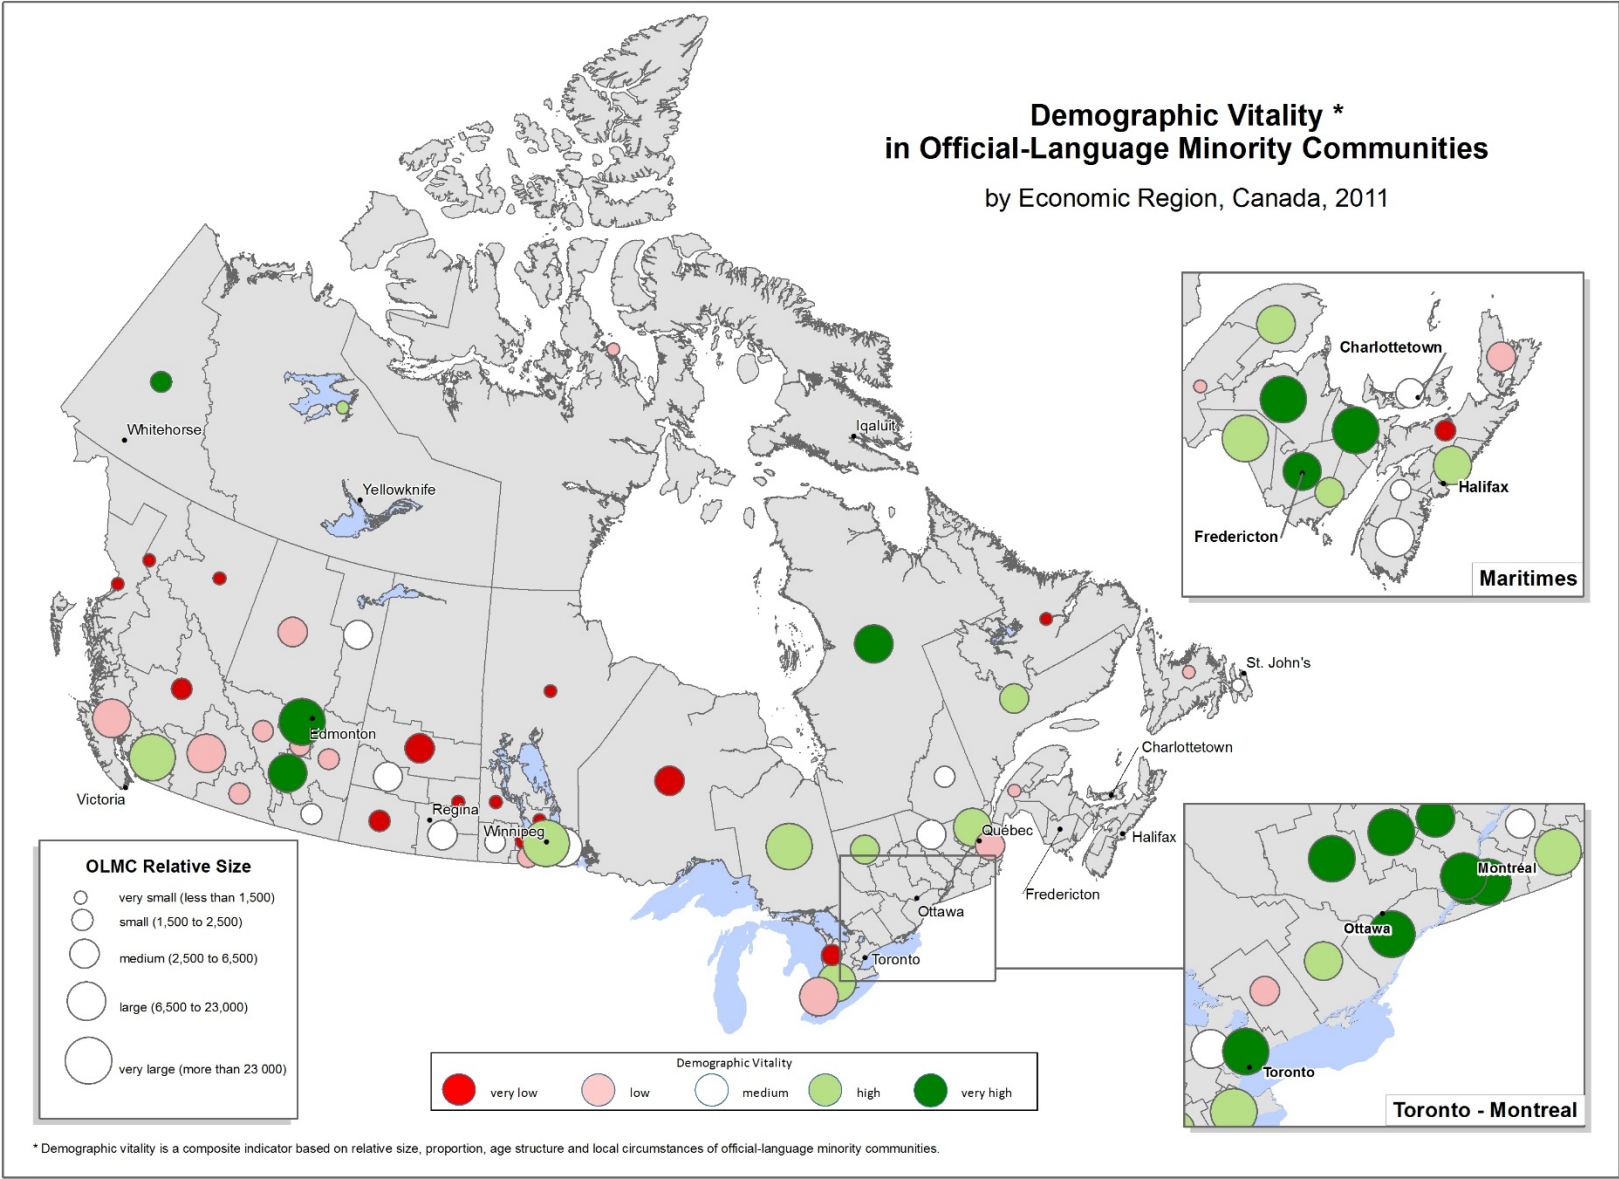 Demographic Vitality *
in Official-Language Minority Communities
by Economic Region, Canada, 2011
Charlottetown
Halifax
Fredericton
Maritimes
Whitehorse
Iqaluit
Yellowknife
St. John's
Edmonton
Charlottetown
Victoria
Regina
Winnipeg
Québec
Halifax
Fredericton
Ottawa
Toronto
Montréal
Ottawa
Toronto
Toronto - Montreal
OLMC Relative Size
very small (less than 1,500)
small (1,500 to 2,500)
medium (2,500 to 6,500)
large (6,500 to 23,000)
very large (more than 23 000)
Demographic Vitality
very low low medium high very high
* Demographic vitality is a composite indicator based on relative size, proportion, age structure and local circumstances of official-language minority communities.